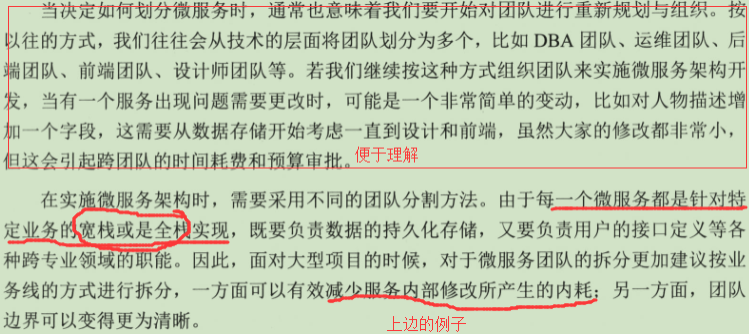 当决定如何划分微服务时，通常也意味着我们要开始对团队进行重新规划与组织。按
以往的方式，我们往往会从技术的层面将团队划分为多个，比如 DBA 团队、运维团队、后
端团队、前端团队、设计师团队等。若我们继续按这种方式组织团队来实施微服务架构开
发，当有一个服务出现问题需要更改时，可能是一个非常简单的变动，比如对人物描述增
加一个字段，这需要从数据存储开始考虑一直到设计和前端，虽然大家的修改都非常小，
但这会引起跨团队的时间耗费和预算审批。
便于理解
在实施微服务架构时，需要采用不同的团队分割方法。由于每一个微服务都是针对特
定业务的宽栈或是全栈实现，既要负责数据的持久化存储，又要负责用户的接口定义等各
种跨专业领域的职能。因此，面对大型项目的时候，对于微服务团队的拆分更加建议按业
务线的方式进行拆分，一方面可以有效减少服务内部修改所产生的内耗；另一方面，团队
边界可以变得更为清晰。
上边的例子